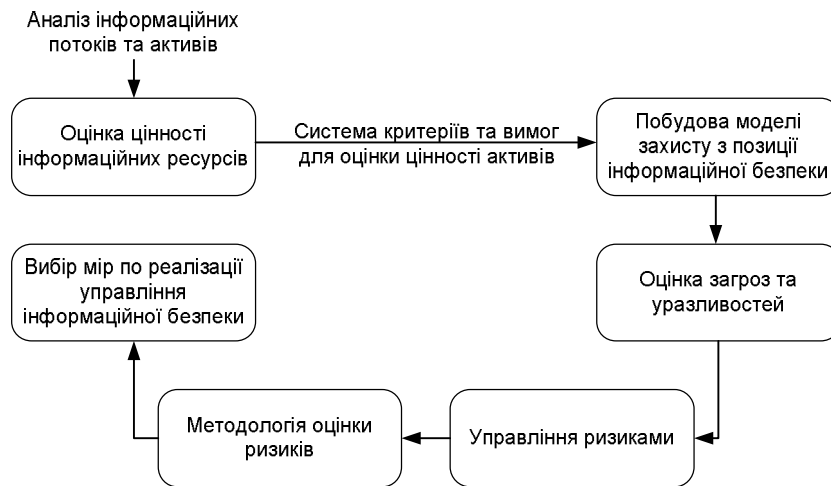 Аналіз інформаційних
потоків та активів
Оцінка цінності
інформаційних ресурсів
Система критеріїв та вимог
для оцінки цінності активів
Побудова моделі
захисту з позиції
інформаційної безпеки
Оцінка загроз та
уразливостей
Управління ризиками
Методологія оцінки
ризиків
Вибір мір по реалізації
управління
інформаційної безпеки